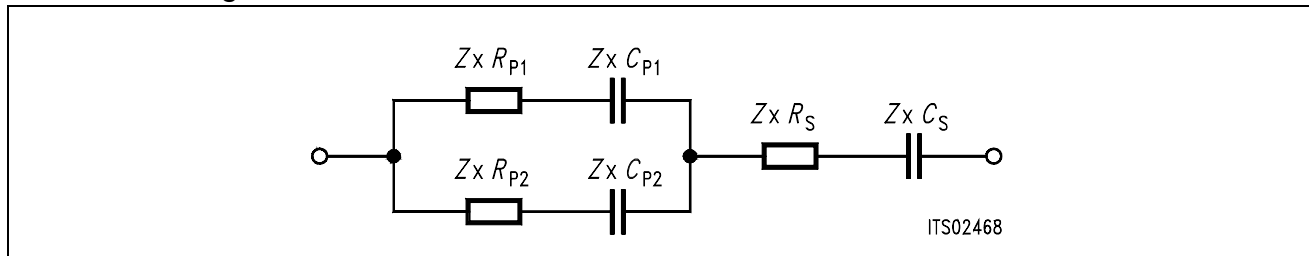 Z x R_P1 Z x C_P1
Z x R_S Z x C_S
Z x R_P2 Z x C_P2
ITS02468